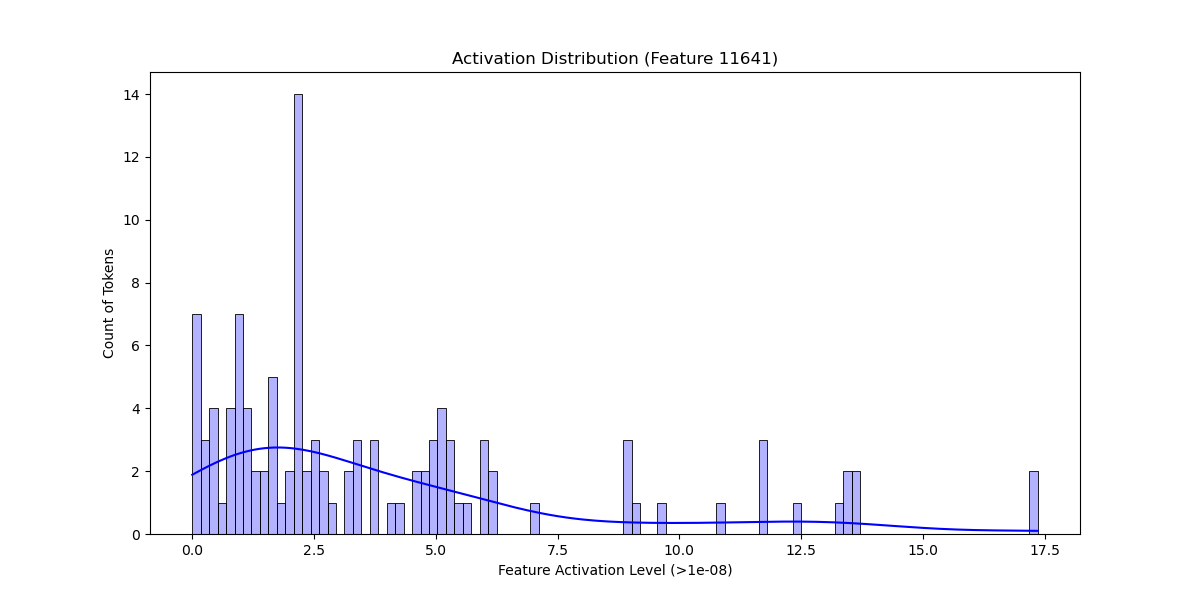 Activation Distribution (Feature 11641)
14
12
10
8
6
4
2
0
Count of Tokens
0.0 2.5 5.0 7.5 10.0 12.5 15.0 17.5
Feature Activation Level (>1e-08)